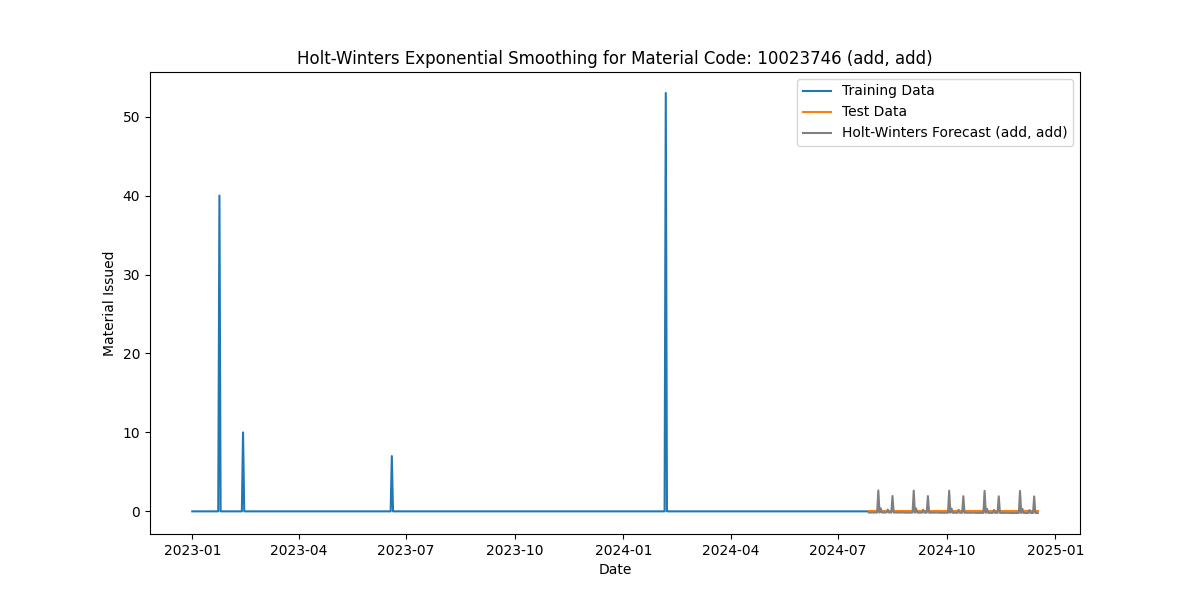 Holt-Winters Exponential Smoothing for Material Code: 10023746 (add, add)
Training Data
Test Data
Holt-Winters Forecast (add, add)
Material Issued
50
40
30
20
10
0
2023-01 2023-04 2023-07 2023-10 2024-01 2024-04 2024-07 2024-10 2025-01
Date